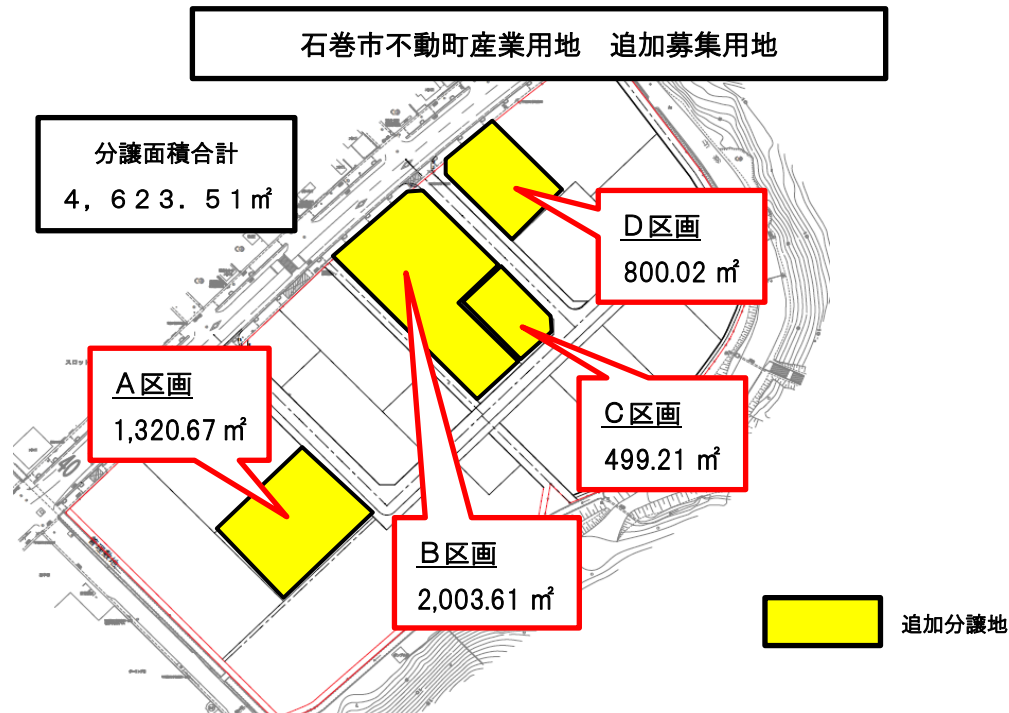 石巻市不動町産業用地　追加募集用地
分譲面積合計
４，６２３．５１㎡
D区画
800.02 ㎡
A区画
1,320.67 ㎡
C区画
499.21 ㎡
B区画
2,003.61 ㎡
追加分譲地
40